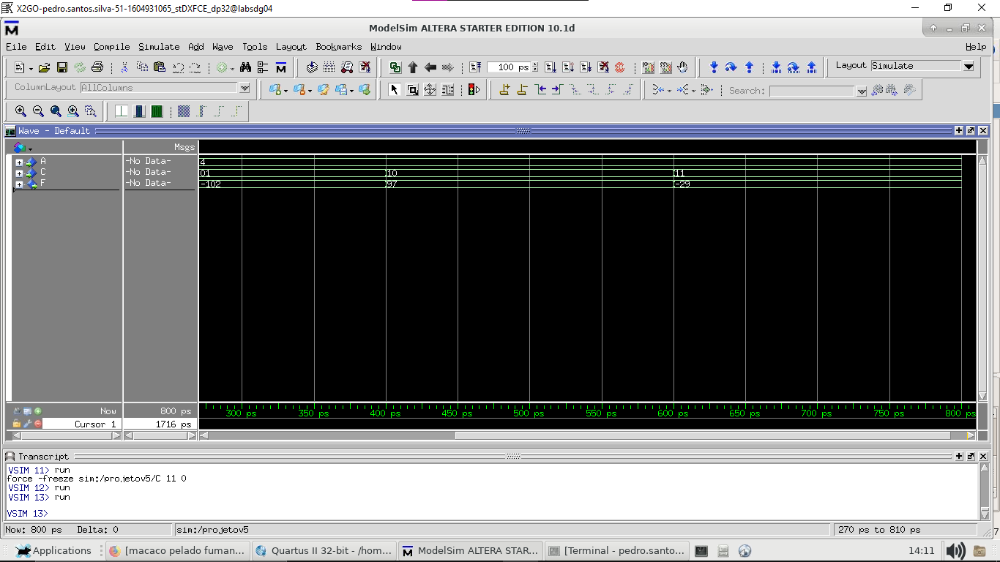 X2GO-pedro.santos.silva-51-1604931065_stDXFCE_dp32@labsdg04
ModelSim ALTERA STARTER EDITION 10.1d
File Edit View Compile Simulate Add Wave Tools Layout Bookmarks Window Help
100 ps
Layout Simulate
ColumnLayout AllColumns
Search:
Wave - Default
Msgs
A -No Data- 4
C -No Data- 01 10 11
F -No Data- -102 97 -29
Now 800 ps
300 ps 350 ps 400 ps 450 ps 500 ps 550 ps 600 ps 650 ps 700 ps 750 ps 800 ps
Cursor 1 1716 ps
Transcript
VSIM 11> run
force -freeze sim:/projetov5/C 11 0
VSIM 12> run
VSIM 13> run
VSIM 13>
Now: 800 ps Delta: 0 sim:/projetov5 270 ps to 810 ps
Applications [macaco pelado fuman... Quartus II 32-bit - /hom... ModelSim ALTERA STAR... [Terminal - pedro.santo... 14:11